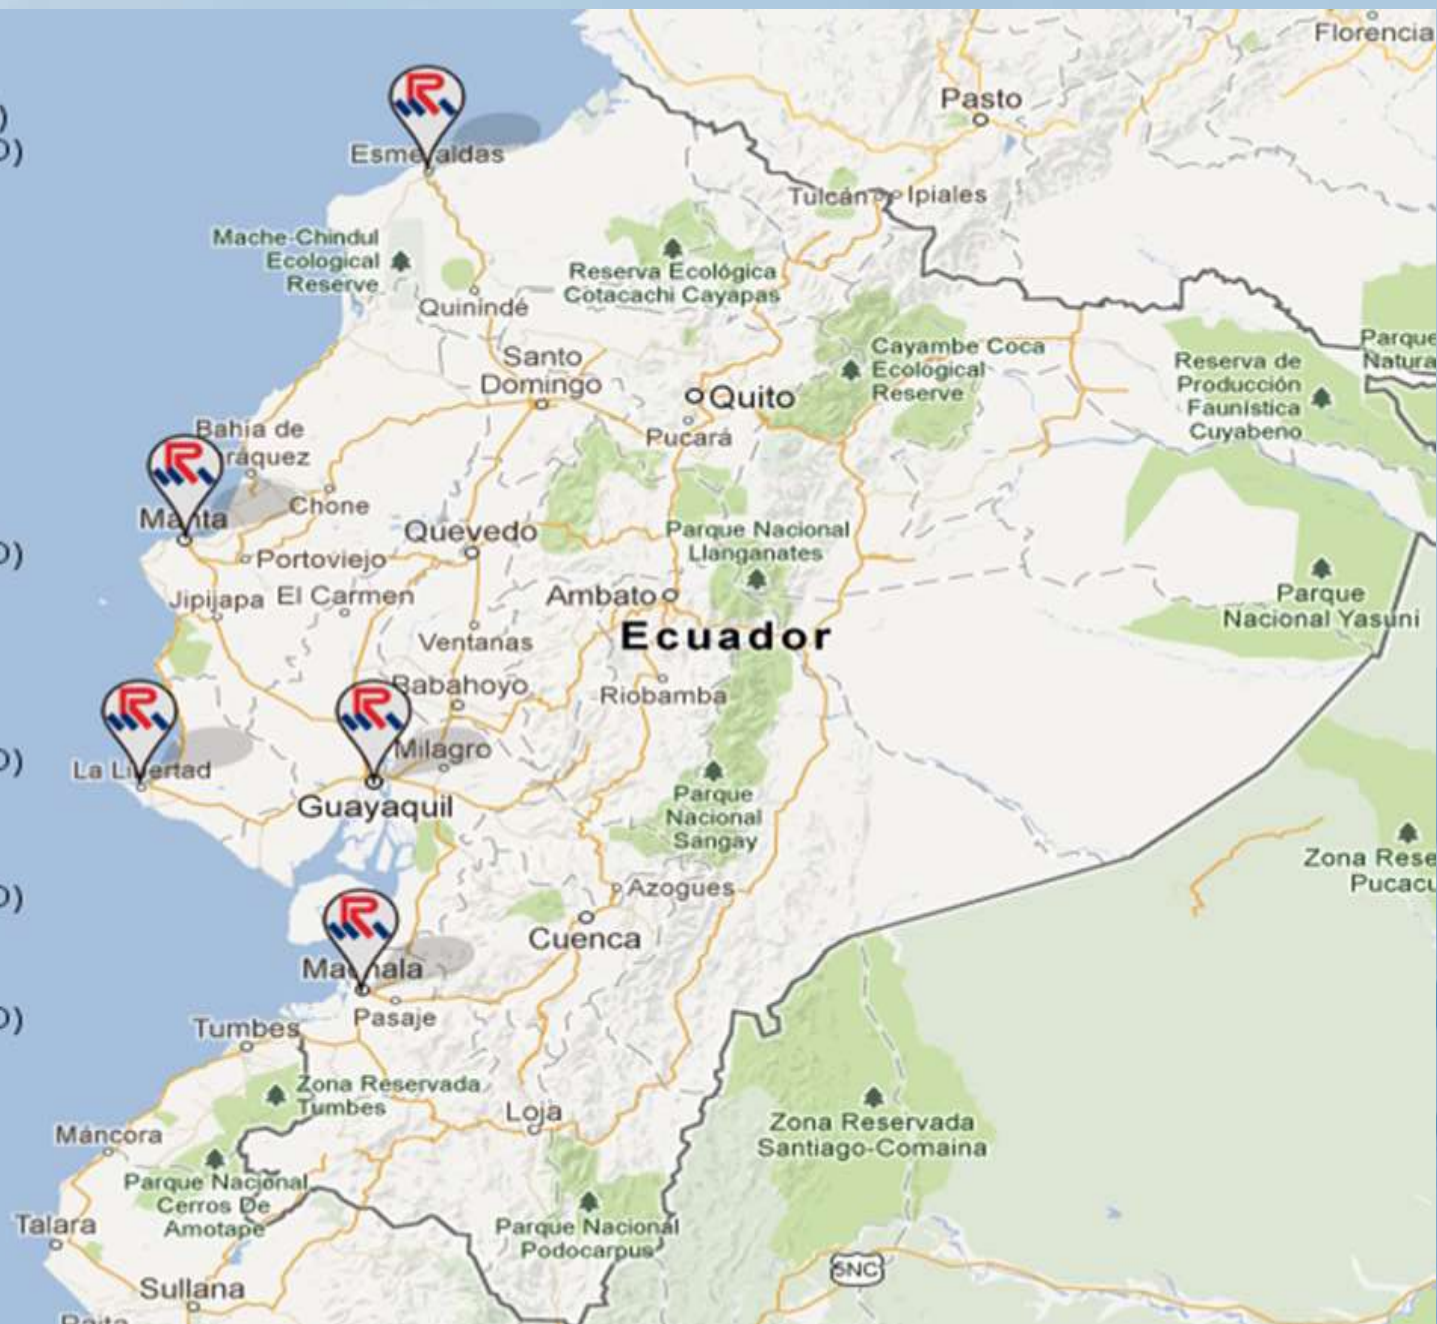 Florencia
Pasto
Esmeraldas
Tulcán
Ipiales
Mache-Chindul
Ecological
Reserve
Reserva Ecológica
Cotacachi Cayapas
Quinindé
Cayambe Coca
Ecological
Reserve
Parque
Natura
Reserva de
Producción
Faunística
Cuyabeno
Santo
Domingo
Quito
Pucará
Bahía de
ráquez
Chone
Manta
Quevedo
Parque Nacional
Llanganates
Portoviejo
Jipijapa
El Carmen
Ambato
Parque
Nacional Yasuni
Ecuador
Ventanas
Babahoyo
Riobamba
Milagro
La Libertad
Guayaquil
Parque
Nacional
Sangay
Zona Rese
Pucacu
Azogues
Cuenca
Machala
Pasaje
Tumbes
Zona Reservada
Tumbes
Loja
Zona Reservada
Santiago-Comaina
Máncora
Parque Nacional
Cerros De
Amotape
Talara
Parque Nacional
Podocarpus
5NC
Sullana